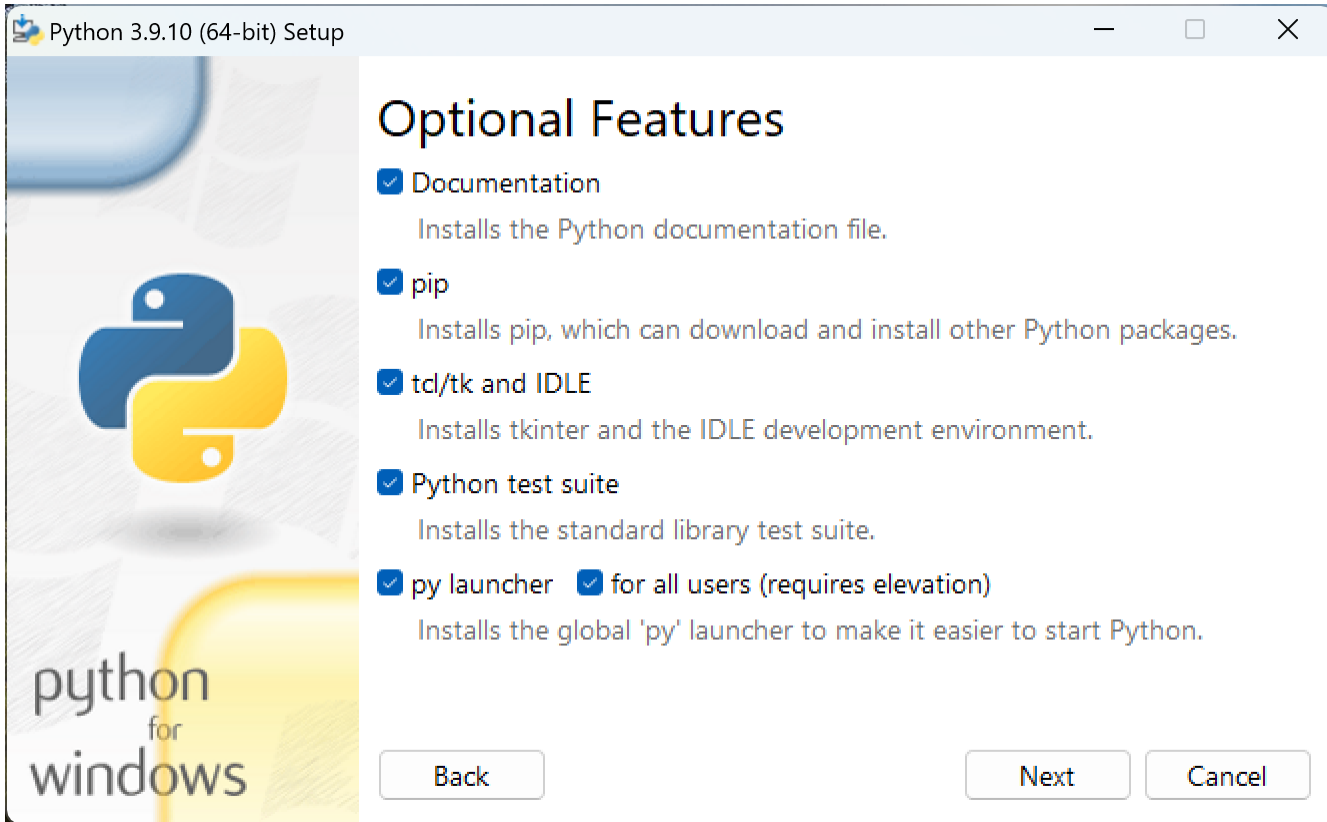 Python 3.9.10 (64-bit) Setup
Optional Features
Documentation
Installs the Python documentation file.
pip
Installs pip, which can download and install other Python packages.
tcl/tk and IDLE
Installs tkinter and the IDLE development environment.
Python test suite
Installs the standard library test suite.
py launcher for all users (requires elevation)
Installs the global 'py' launcher to make it easier to start Python.
python
for
windows
Back Next Cancel